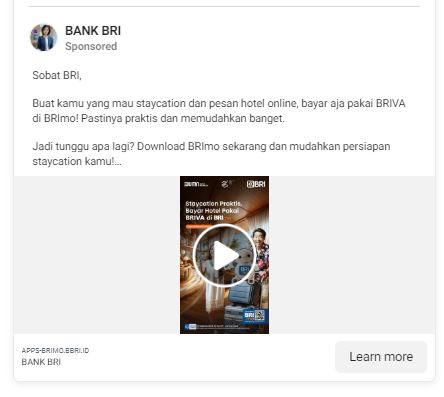 BANK BRI
Sponsored
Sobat BRI,
Buat kamu yang mau staycation dan pesan hotel online, bayar aja pakai BRIVA
di BRImo! Pastinya praktis dan memudahkan banget.
Jadi tunggu apa lagi? Download BRImo sekarang dan mudahkan persiapan
staycation kamu!...
BUMN
BRI
Staycation Praktis,
Bayar Hotel Pakai
BRIVA di BRI
BRI
APPS-BRIMO.EBRI.ID
BANK BRI
Learn more